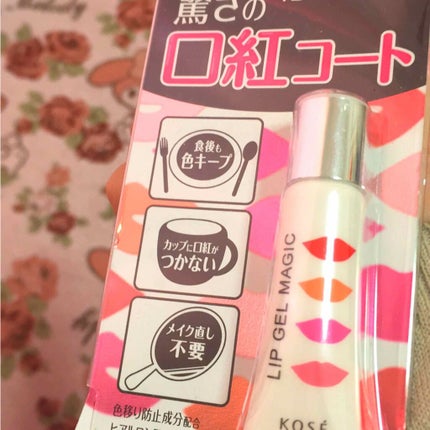 驚きの
口紅コート
食後も
色キープ
カップに口紅が
つかない
メイク直し
不要
色移り防止成分配合
LIP GEL MAGIC
KOSÉ